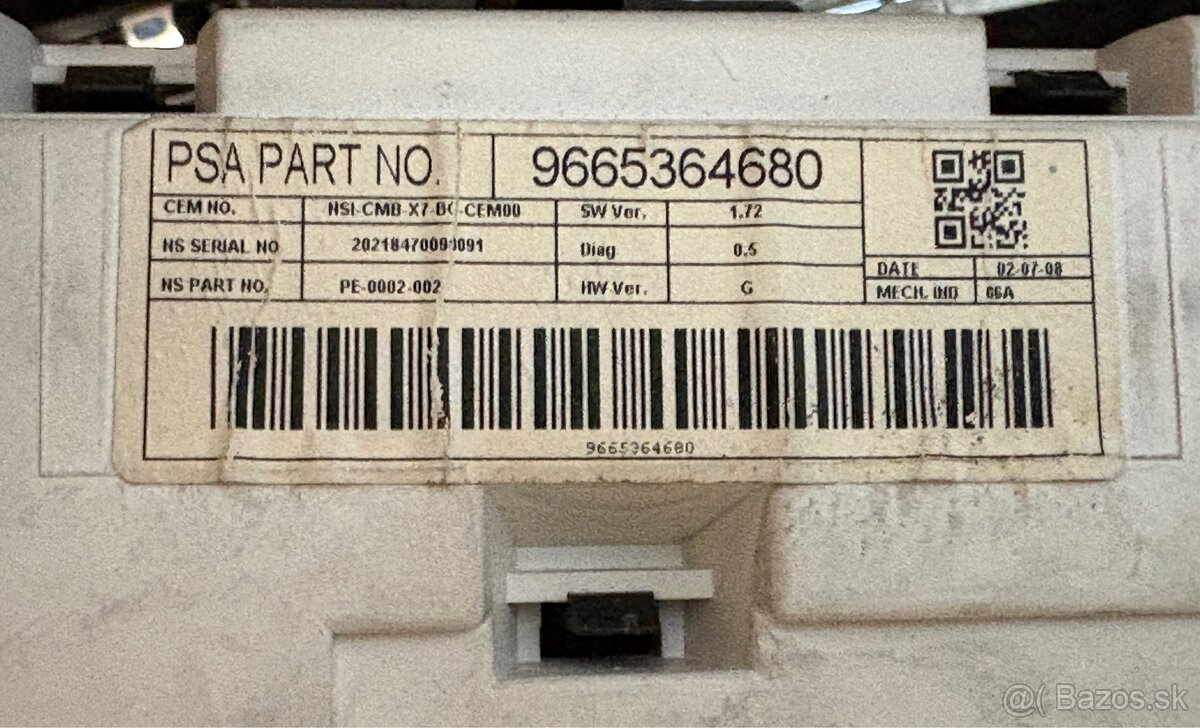 PSA PART NO. 9665364680
CEM NO. NSI-CMB-X7- -CEM00 SW Ver. 1.72
NS SERIAL NO Diag 0.5
NS PART NO. PE-0002-002 HW Ver. G
DATE 02-07-08
MECH. IND 06A
9665364680
@( Bazos.sk